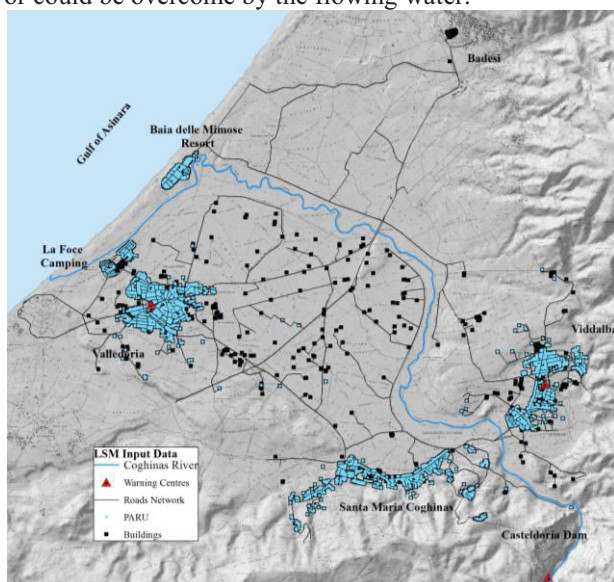 or could be overcome by the flowing water.
Badesi
Gulf of Asinara
Baia delle Mimose
Resort
La Foce
Camping
Valledoria
Viddalba
LSM Input Data
Coghinas River
Warning Centres
Roads Network
PARU
Buildings
Santa Maria Coghinas
Casteldoria Dam